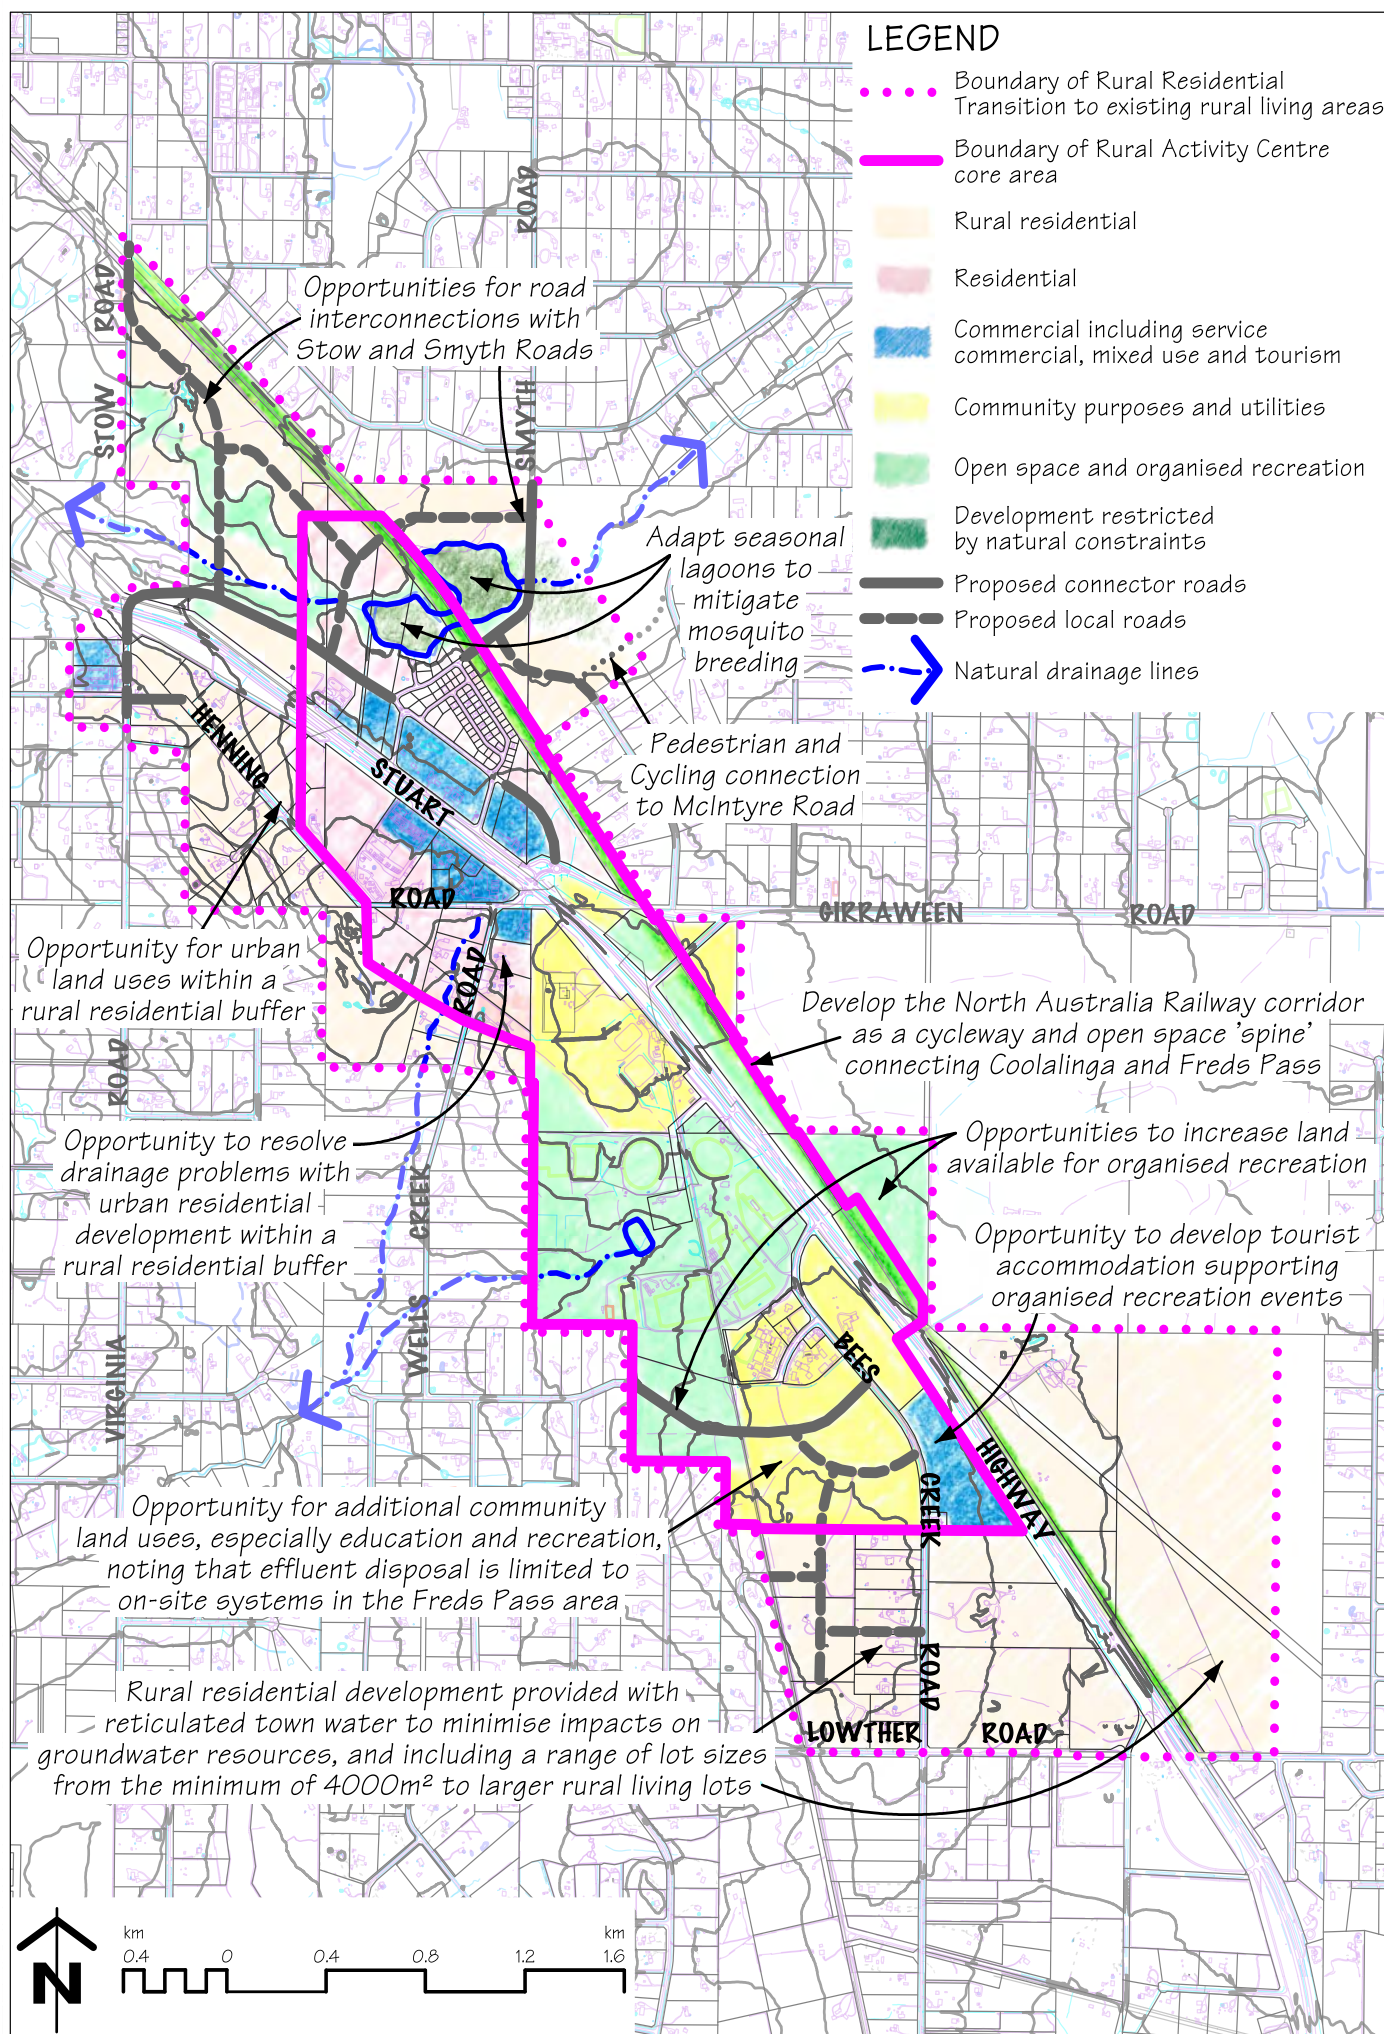 LEGEND
Boundary of Rural Residential
Transition to existing rural living areas
Boundary of Rural Activity Centre
core area
Rural residential
Residential
Commercial including service
commercial, mixed use and tourism
Community purposes and utilities
Open space and organised recreation
Development restricted
by natural constraints
Proposed connector roads
Proposed local roads
Natural drainage lines
ROAD
SMYTH
STOW
ROAD
Opportunities for road
interconnections with
Stow and Smyth Roads
Adapt seasonal
lagoons to
mitigate
mosquito
breeding
Pedestrian and
Cycling connection
to McIntyre Road
HENNING
ROAD
STUART
HIGHWAY
GIRRAWEEN
ROAD
Opportunity for urban
land uses within a
rural residential buffer
Develop the North Australia Railway corridor
as a cycleway and open space 'spine'
connecting Coolalinga and Freds Pass
VIRGINIA
ROAD
WELLS
CREEK
ROAD
Opportunity to resolve
drainage problems with
urban residential
development within a
rural residential buffer
Opportunities to increase land
available for organised recreation
Opportunity to develop tourist
accommodation supporting
organised recreation events
BEES
CREEK
ROAD
Opportunity for additional community
land uses, especially education and recreation,
noting that effluent disposal is limited to
on-site systems in the Freds Pass area
Rural residential development provided with
reticulated town water to minimise impacts on
groundwater resources, and including a range of lot sizes
from the minimum of 4000m² to larger rural living lots
LOWTHER
ROAD
N
km
km
0.4
0
0.4
0.8
1.2
1.6